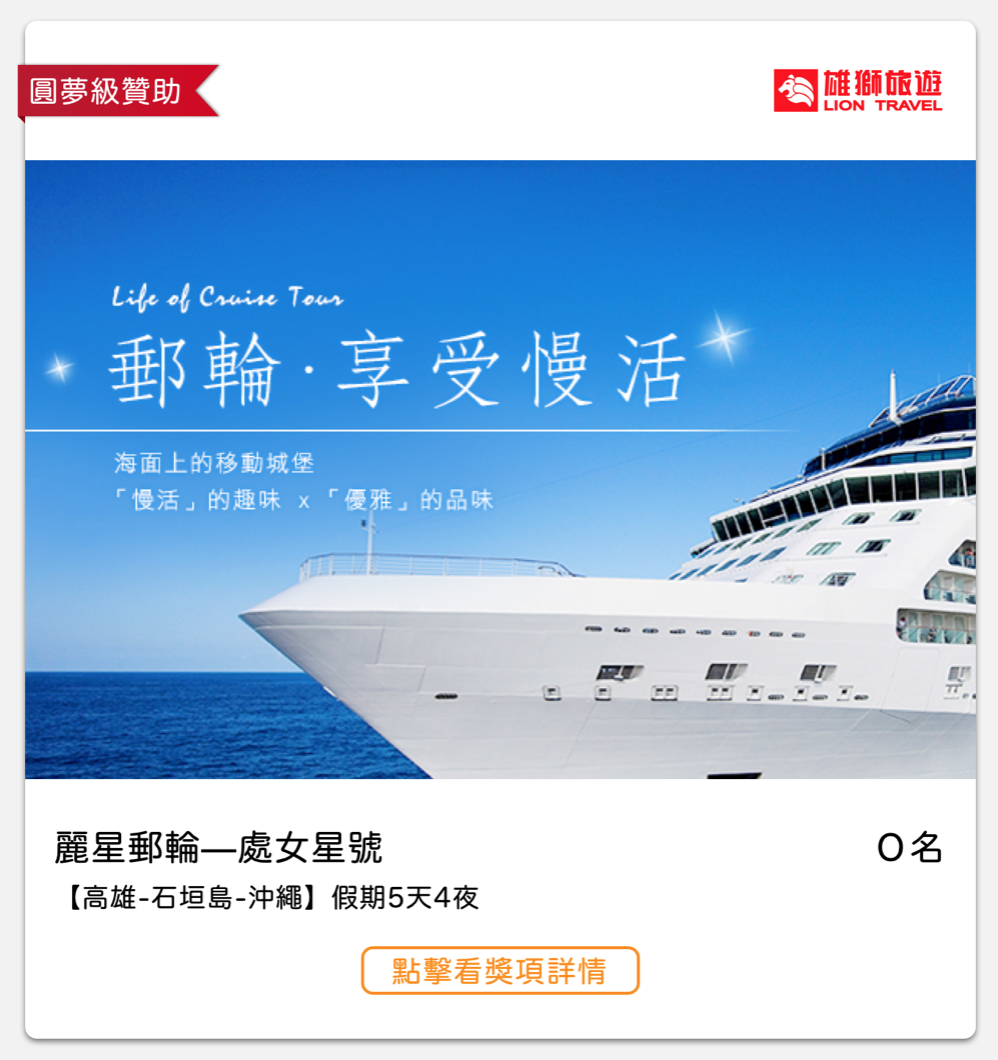 圓夢級贊助
雄獅旅遊
LION TRAVEL
Life of Cruise Tour
郵輪·享受慢活
海面上的移動城堡
「慢活」的趣味 x 「優雅」的品味
麗星郵輪—處女星號
O名
【高雄-石垣島-沖繩】假期5天4夜
點擊看獎項詳情